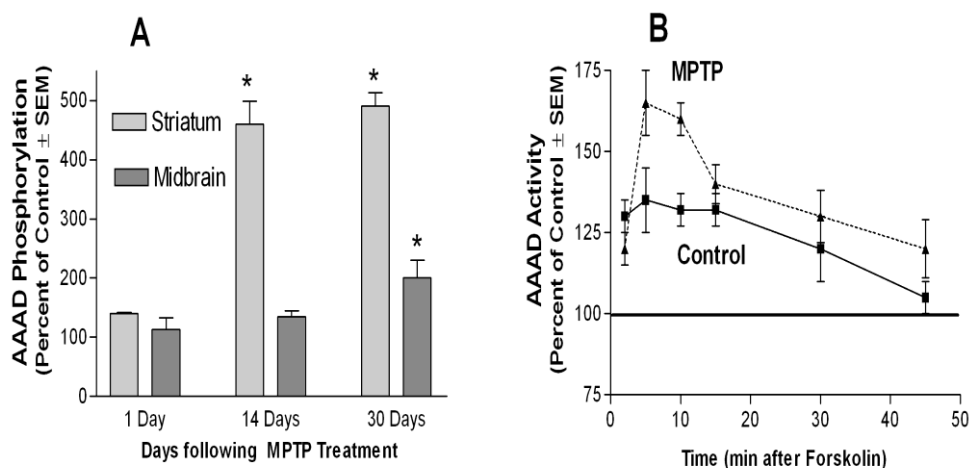 A
AAAD Phosphorylation
(Percent of Control ± SEM)
500
400
300
200
100
0
Striatum
Midbrain
*
*
*
1 Day
14 Days
30 Days
Days following MPTP Treatment
B
AAAD Activity
(Percent of Control ± SEM)
175
150
125
100
75
MPTP
Control
0
10
20
30
40
50
Time (min after Forskolin)